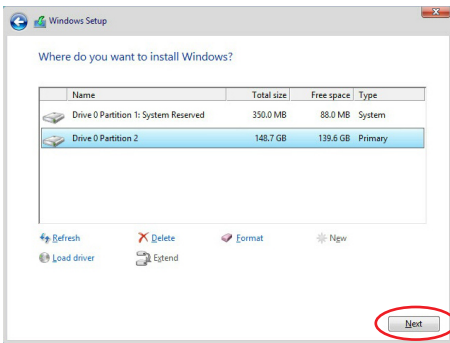 Windows Setup
Where do you want to install Windows?
Name Total size Free space Type
Drive 0 Partition 1: System Reserved 350.0 MB 88.0 MB System
Drive 0 Partition 2 148.7 GB 139.6 GB Primary
Refresh Delete Format New
Load driver Extend
Next